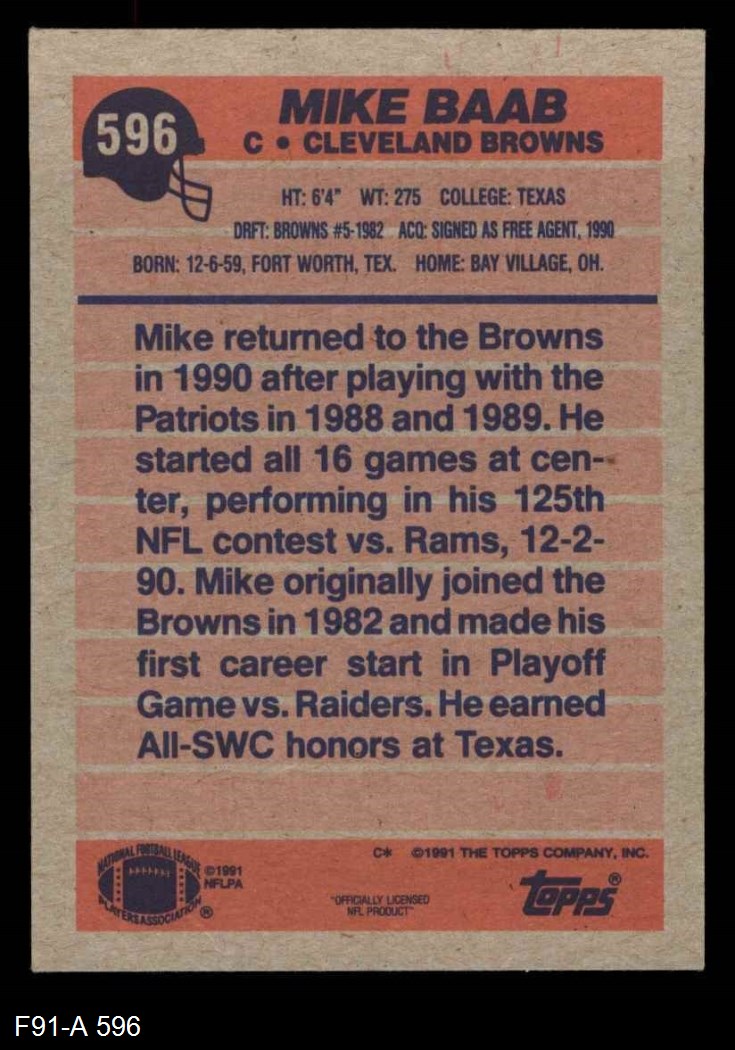 596
MIKE BAAB
C • CLEVELAND BROWNS
HT: 6'4" WT: 275 COLLEGE: TEXAS
DRFT: BROWNS #5-1982 ACQ: SIGNED AS FREE AGENT, 1990
BORN: 12-6-59, FORT WORTH, TEX. HOME: BAY VILLAGE, OH.
Mike returned to the Browns
in 1990 after playing with the
Patriots in 1988 and 1989. He
started all 16 games at cen-
ter, performing in his 125th
NFL contest vs. Rams, 12-2-
90. Mike originally joined the
Browns in 1982 and made his
first career start in Playoff
Game vs. Raiders. He earned
All-SWC honors at Texas.
NATIONAL FOOTBALL LEAGUE
PLAYERS ASSOCIATION ®
©1991
NFLPA
C* ©1991 THE TOPPS COMPANY, INC.
"OFFICIALLY LICENSED
NFL PRODUCT"
TOPPS®
F91-A 596